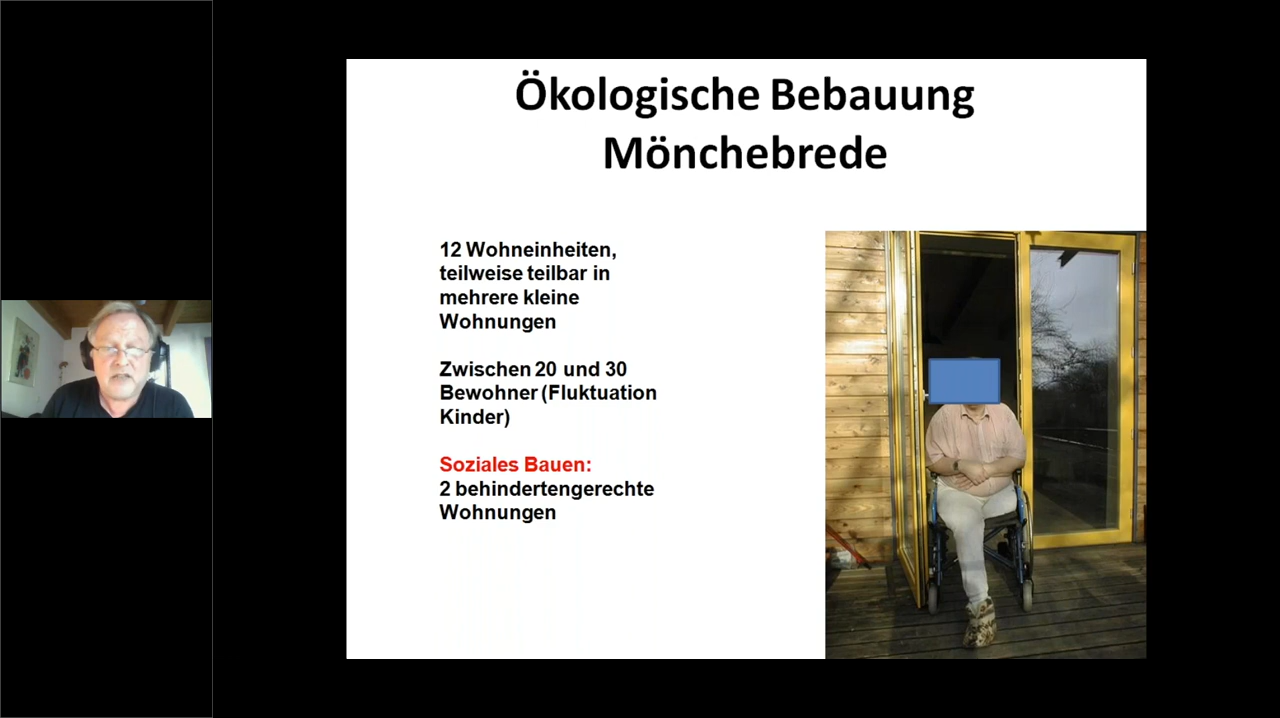 Ökologische Bebauung
Mönchebrede
12 Wohneinheiten,
teilweise teilbar in
mehrere kleine
Wohnungen
Zwischen 20 und 30
Bewohner (Fluktuation
Kinder)
Soziales Bauen:
2 behindertengerechte
Wohnungen